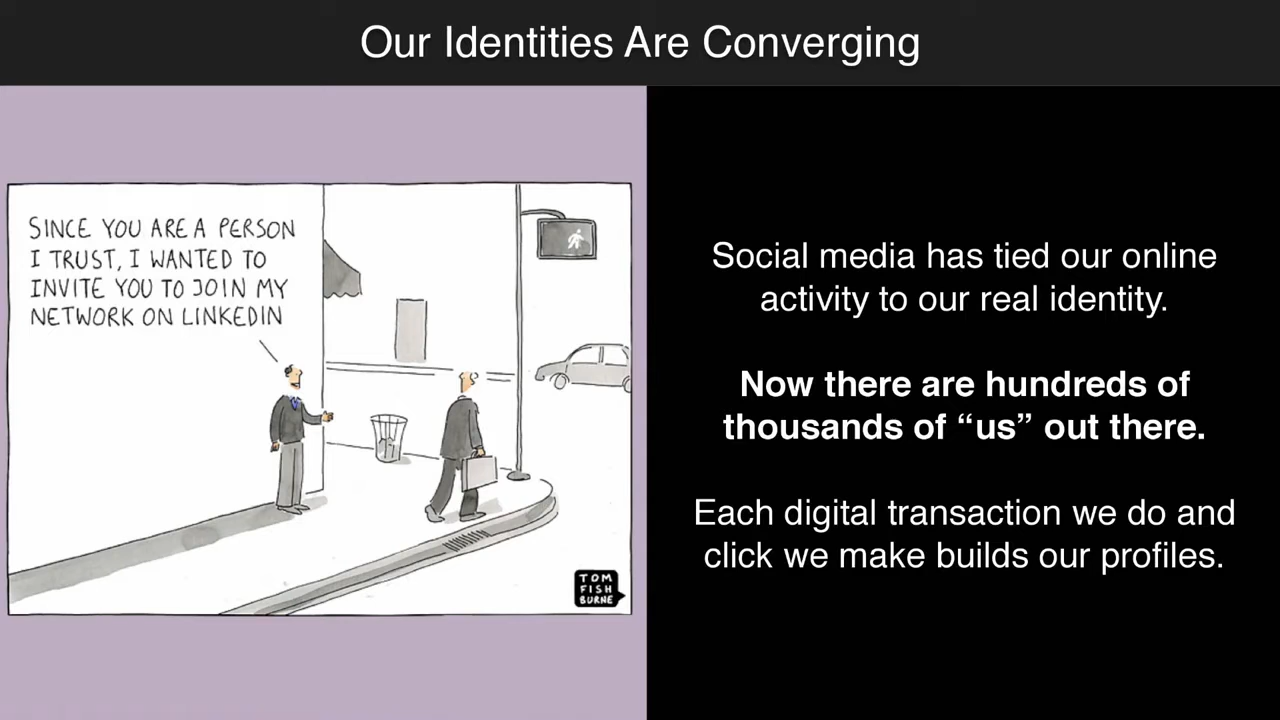 Our Identities Are Converging
SINCE YOU ARE A PERSON
I TRUST, I WANTED TO
INVITE YOU TO JOIN MY
NETWORK ON LINKEDIN
TOM
FISH
BURNE
Social media has tied our online
activity to our real identity.
Now there are hundreds of
thousands of “us” out there.
Each digital transaction we do and
click we make builds our profiles.